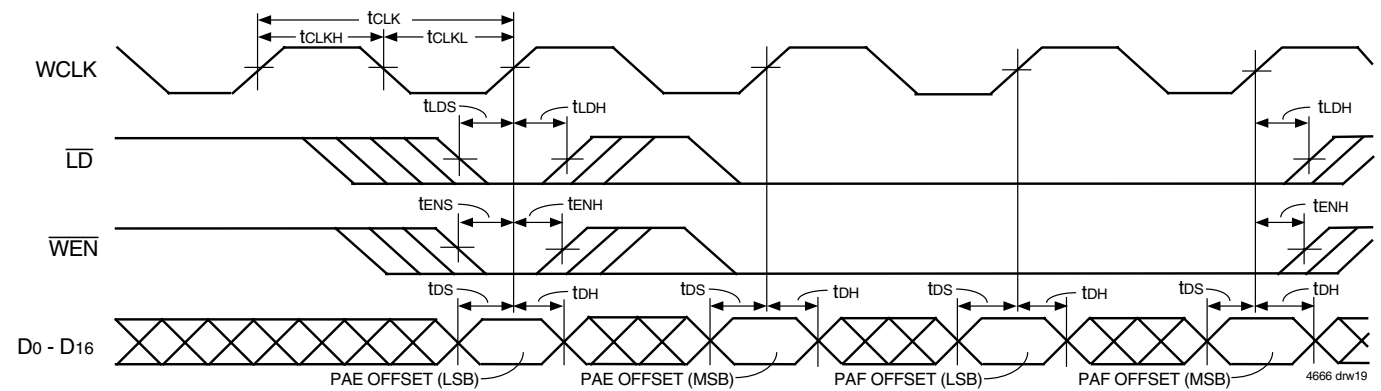 tCLK
tCLKH tCLKL
WCLK
tLDS tLDH tLDH
LD
tENS tENH tENH
WEN
tDS tDH tDS tDH tDS tDH tDS tDH
D0 - D16
PAE OFFSET (LSB) PAE OFFSET (MSB) PAF OFFSET (LSB) PAF OFFSET (MSB)
4666 drw19